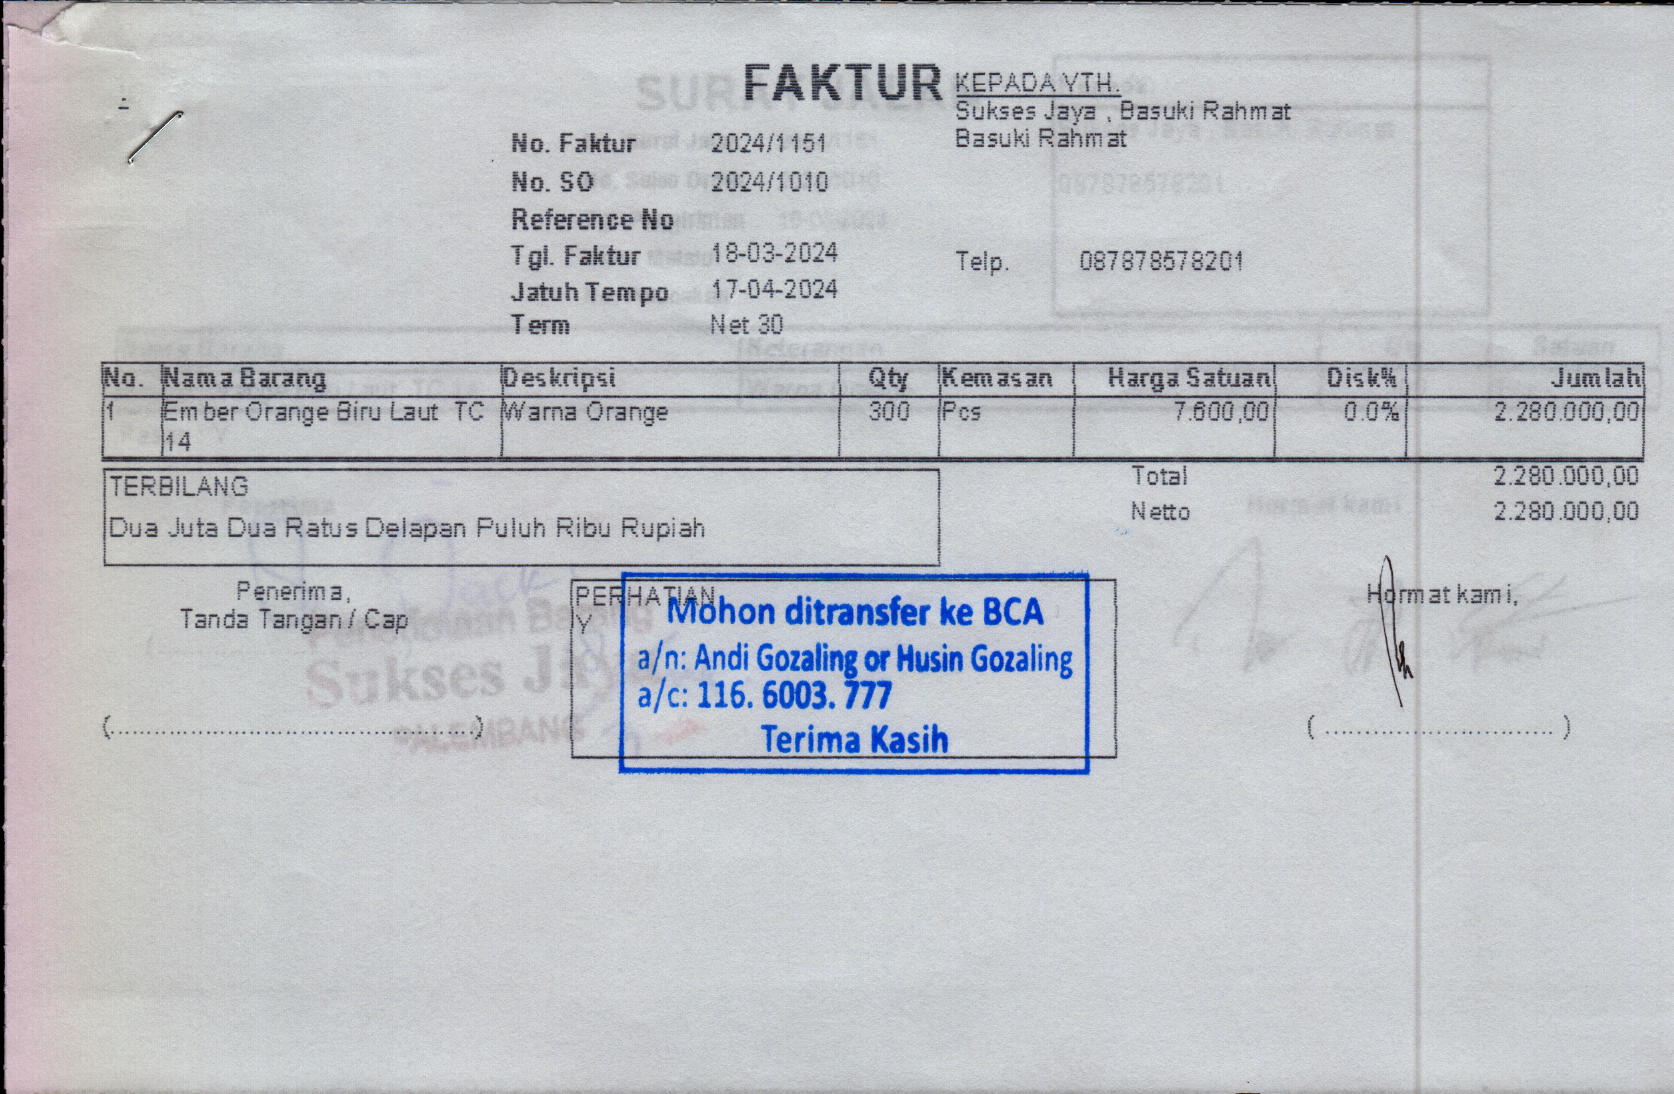 FAKTUR
KEPADA YTH.
Sukses Jaya , Basuki Rahmat
Basuki Rahmat
No. Faktur 2024/1151
No. SO 2024/1010
Reference No
Tgl. Faktur 18-03-2024
Jatuh Tempo 17-04-2024
Term Net 30
Telp. 087878578201
No. Nama Barang Deskripsi Qty Kemasan Harga Satuan Disk% Jumlah
1 Ember Orange Biru Laut TC Warna Orange 300 Pcs 7.600,00 0.0% 2.280.000,00
14
TERBILANG
Dua Juta Dua Ratus Delapan Puluh Ribu Rupiah
Total 2.280.000,00
Netto 2.280.000,00
Penerima,
Tanda Tangan / Cap
(..............................................)
PERHATIAN
Y
Mohon ditransfer ke BCA
a/n: Andi Gozaling or Husin Gozaling
a/c: 116. 6003. 777
Terima Kasih
Hormat kami,
( ............................ )
Sukses Jaya
PALEMBANG